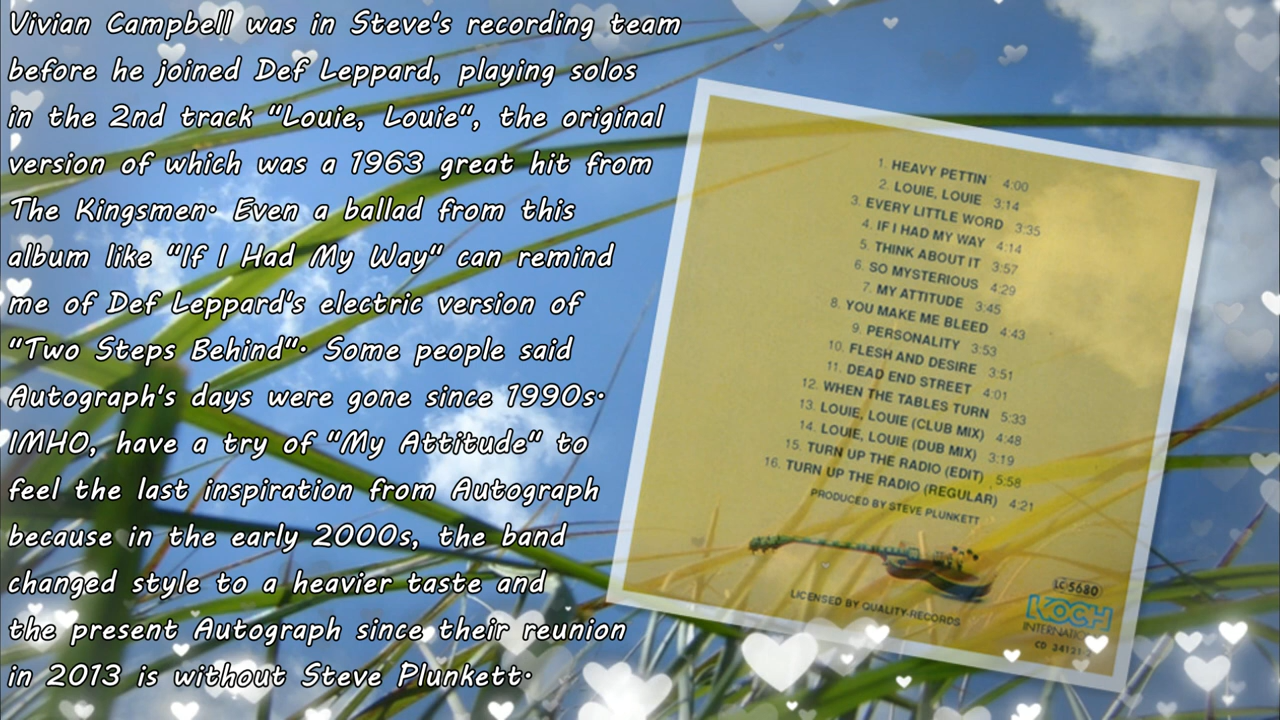 Vivian Campbell was in Steve's recording team
before he joined Def Leppard, playing solos
in the 2nd track "Louie, Louie", the original
version of which was a 1963 great hit from
The Kingsmen. Even a ballad from this
album like "If I Had My Way" can remind
me of Def Leppard's electric version of
"Two Steps Behind". Some people said
Autograph's days were gone since 1990s.
IMHO, have a try of "My Attitude" to
feel the last inspiration from Autograph
because in the early 2000s, the band
changed style to a heavier taste and
the present Autograph since their reunion
in 2013 is without Steve Plunkett.
1. HEAVY PETTIN' 4:00
2. LOUIE, LOUIE 3:14
3. EVERY LITTLE WORD 3:35
4. IF I HAD MY WAY 4:14
5. THINK ABOUT IT 3:57
6. SO MYSTERIOUS 4:29
7. MY ATTITUDE 3:45
8. YOU MAKE ME BLEED 4:43
9. PERSONALITY 3:53
10. FLESH AND DESIRE 3:51
11. DEAD END STREET 4:01
12. WHEN THE TABLES TURN 5:33
13. LOUIE, LOUIE (CLUB MIX) 4:48
14. LOUIE, LOUIE (DUB MIX) 3:19
15. TURN UP THE RADIO (EDIT) 5:58
16. TURN UP THE RADIO (REGULAR) 4:21
PRODUCED BY STEVE PLUNKETT
LICENSED BY QUALITY-RECORDS
LC 5680
KOCH
INTERNATIONAL
CD